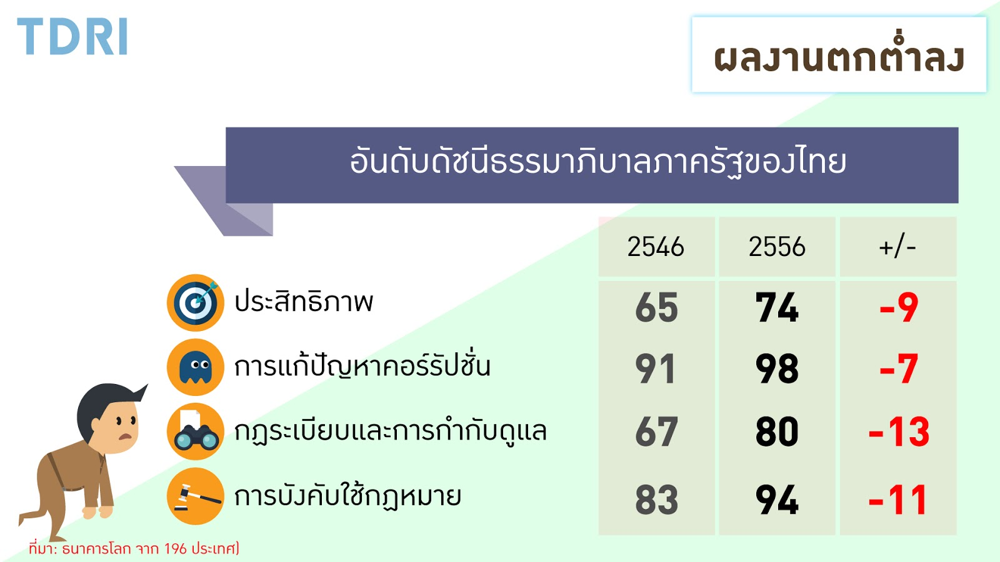 TDRI
ผลงานตกต่ำลง
อันดับดัชนีธรรมาภิบาลภาครัฐของไทย
2546 2556 +/-
ประสิทธิภาพ 65 74 -9
การแก้ปัญหาคอร์รัปชั่น 91 98 -7
กฎระเบียบและการกำกับดูแล 67 80 -13
การบังคับใช้กฎหมาย 83 94 -11
ที่มา: ธนาคารโลก จาก 196 ประเทศ)